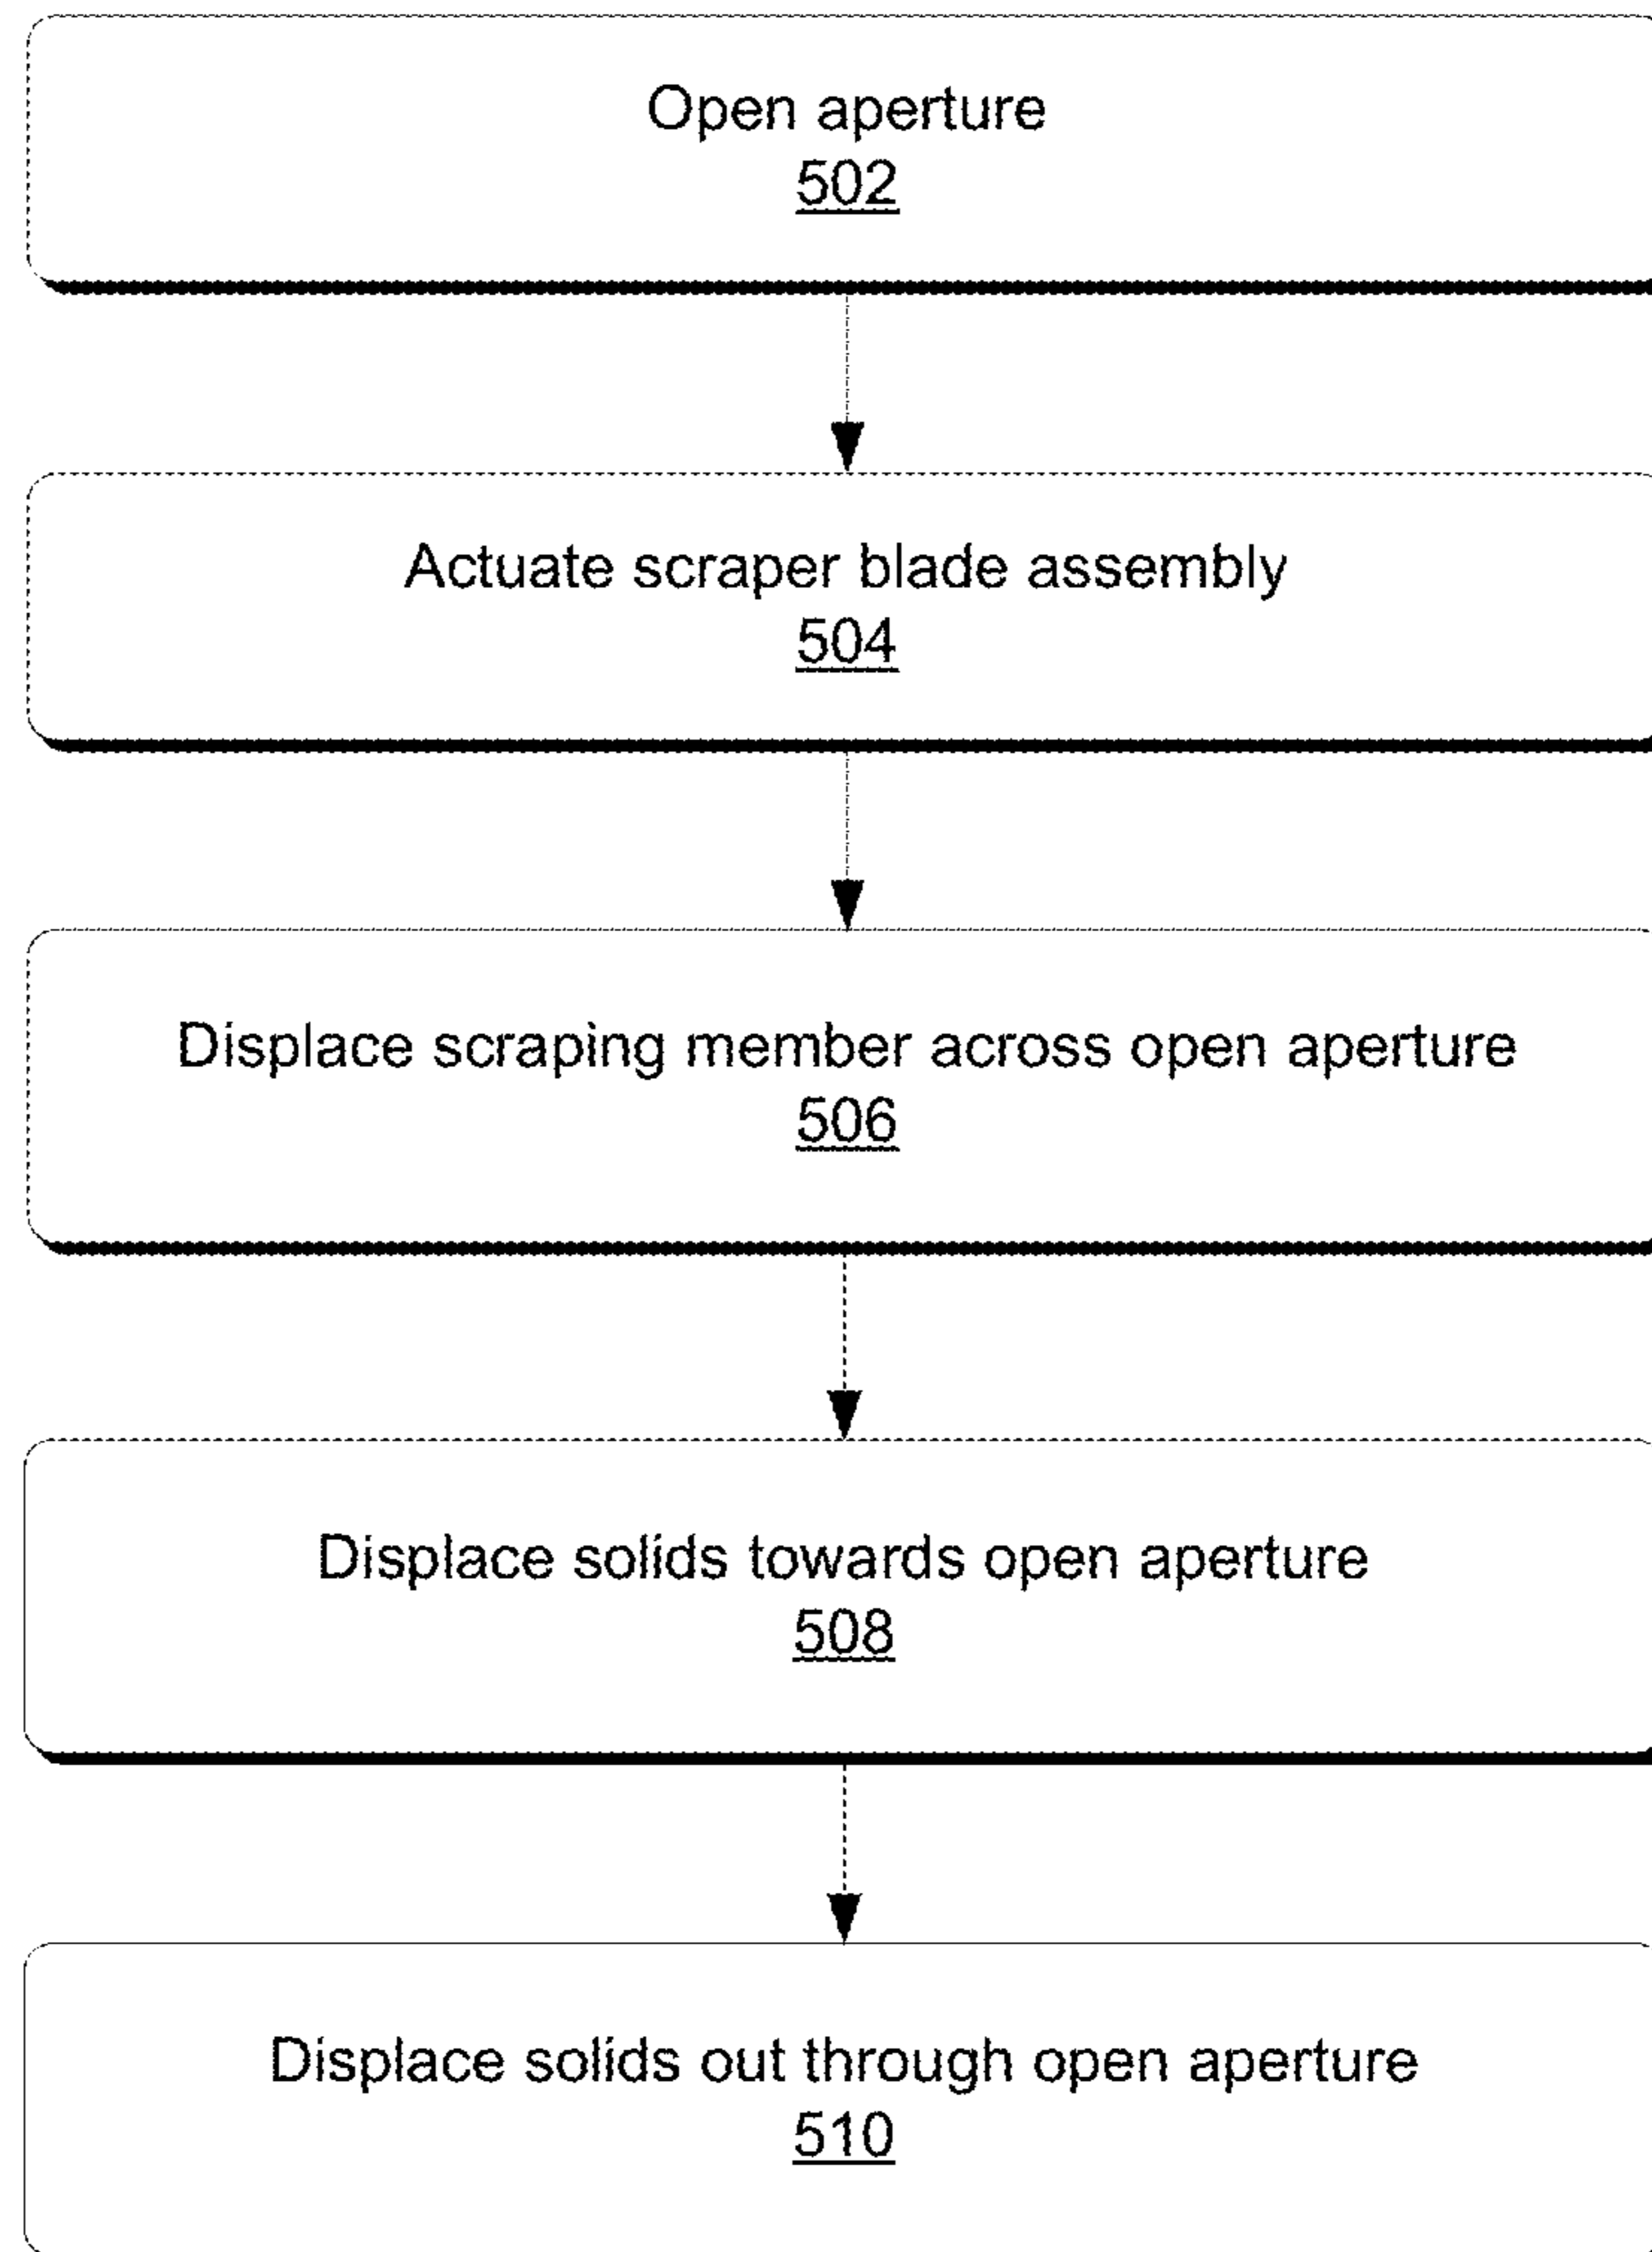 Open aperture
502
Actuate scraper blade assembly
504
Displace scraping member across open aperture
506
Displace solids towards open aperture
508
Displace solids out through open aperture
510